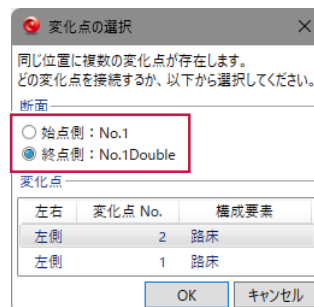 変化点の選択
同じ位置に複数の変化点が存在します。
どの変化点を接続するか、以下から選択してください。
断面
始点側：No.1
終点側：No.1Double
変化点
左右 変化点 No. 構成要素
左側 2 路床
左側 1 路床
OK キャンセル